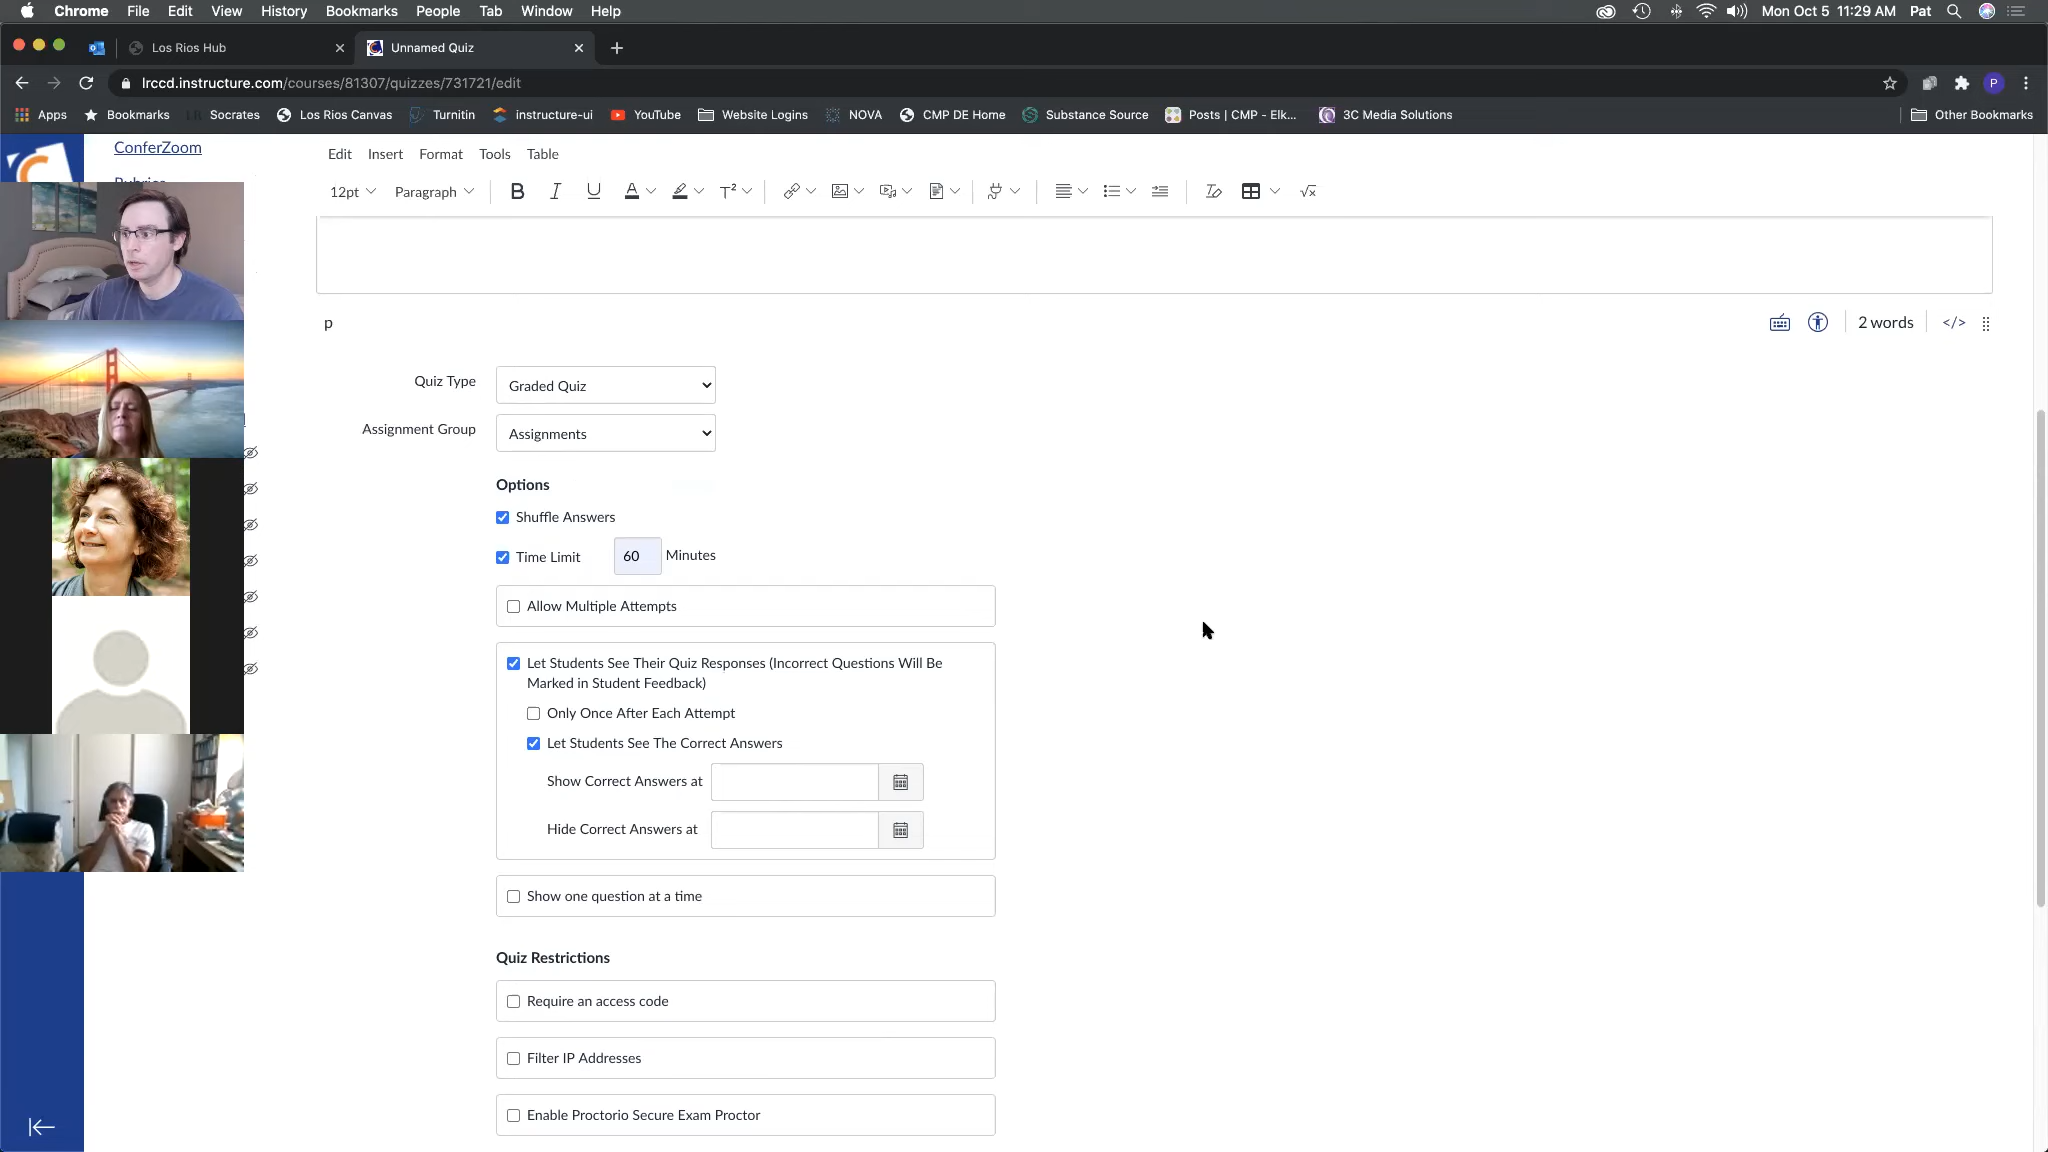 Chrome File Edit View History Bookmarks People Tab Window Help Mon Oct 5 11:29 AM Pat
Los Rios Hub Unnamed Quiz
lrccd.instructure.com/courses/81307/quizzes/731721/edit P
Apps Bookmarks LR Socrates Los Rios Canvas Turnitin instructure-ui YouTube Website Logins NOVA CMP DE Home Substance Source Posts | CMP - Elk... 3C Media Solutions Other Bookmarks
ConferZoom
Edit Insert Format Tools Table
12pt Paragraph B I U A T²
p 2 words </>
Quiz Type Graded Quiz
Assignment Group Assignments
Options
Shuffle Answers
Time Limit 60 Minutes
Allow Multiple Attempts
Let Students See Their Quiz Responses (Incorrect Questions Will Be
Marked in Student Feedback)
Only Once After Each Attempt
Let Students See The Correct Answers
Show Correct Answers at
Hide Correct Answers at
Show one question at a time
Quiz Restrictions
Require an access code
Filter IP Addresses
Enable Proctorio Secure Exam Proctor